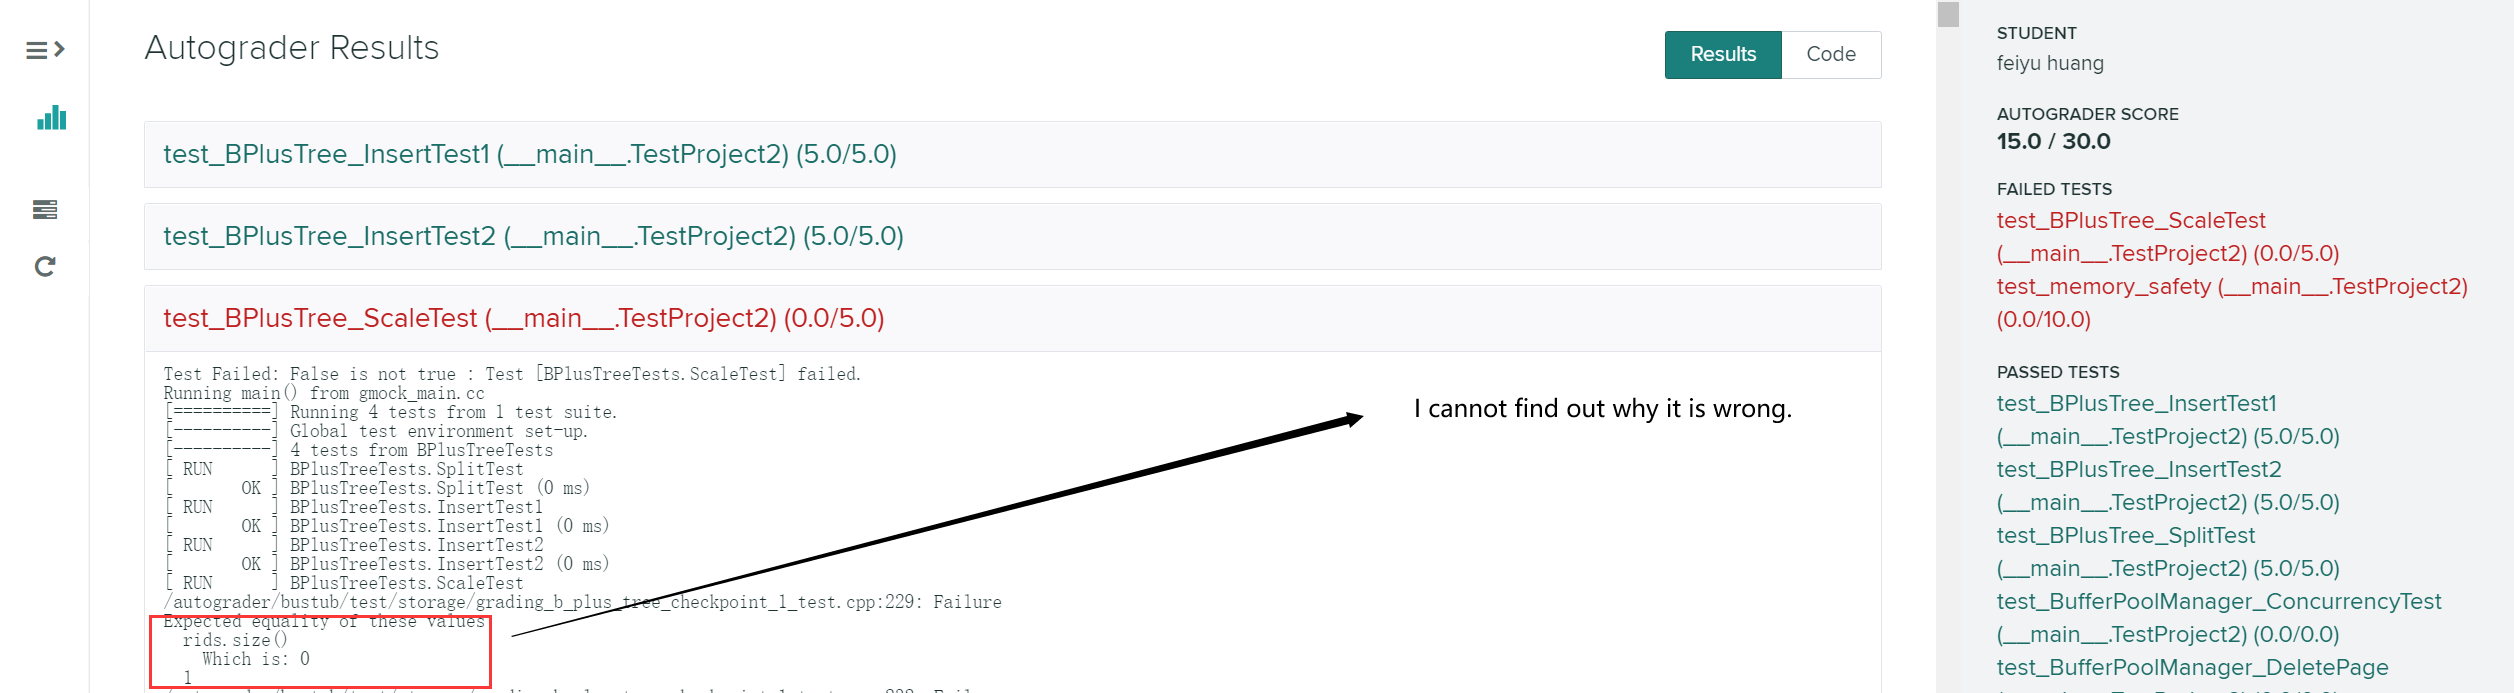 Autograder Results
Results
Code
test_BPlusTree_InsertTest1 (__main__.TestProject2) (5.0/5.0)
test_BPlusTree_InsertTest2 (__main__.TestProject2) (5.0/5.0)
test_BPlusTree_ScaleTest (__main__.TestProject2) (0.0/5.0)
Test Failed: False is not true : Test [BPlusTreeTests.ScaleTest] failed.
Running main() from gmock_main.cc
[==========] Running 4 tests from 1 test suite.
[----------] Global test environment set-up.
[----------] 4 tests from BPlusTreeTests
[ RUN      ] BPlusTreeTests.SplitTest
[       OK ] BPlusTreeTests.SplitTest (0 ms)
[ RUN      ] BPlusTreeTests.InsertTest1
[       OK ] BPlusTreeTests.InsertTest1 (0 ms)
[ RUN      ] BPlusTreeTests.InsertTest2
[       OK ] BPlusTreeTests.InsertTest2 (0 ms)
[ RUN      ] BPlusTreeTests.ScaleTest
/autograder/bustub/test/storage/grading_b_plus_tree_checkpoint_1_test.cpp:229: Failure
Expected equality of these values
rids.size()
Which is: 0
1
I cannot find out why it is wrong.
STUDENT
feiyu huang
AUTOGRADER SCORE
15.0 / 30.0
FAILED TESTS
test_BPlusTree_ScaleTest
(__main__.TestProject2) (0.0/5.0)
test_memory_safety (__main__.TestProject2)
(0.0/10.0)
PASSED TESTS
test_BPlusTree_InsertTest1
(__main__.TestProject2) (5.0/5.0)
test_BPlusTree_InsertTest2
(__main__.TestProject2) (5.0/5.0)
test_BPlusTree_SplitTest
(__main__.TestProject2) (5.0/5.0)
test_BufferPoolManager_ConcurrencyTest
(__main__.TestProject2) (0.0/0.0)
test_BufferPoolManager_DeletePage